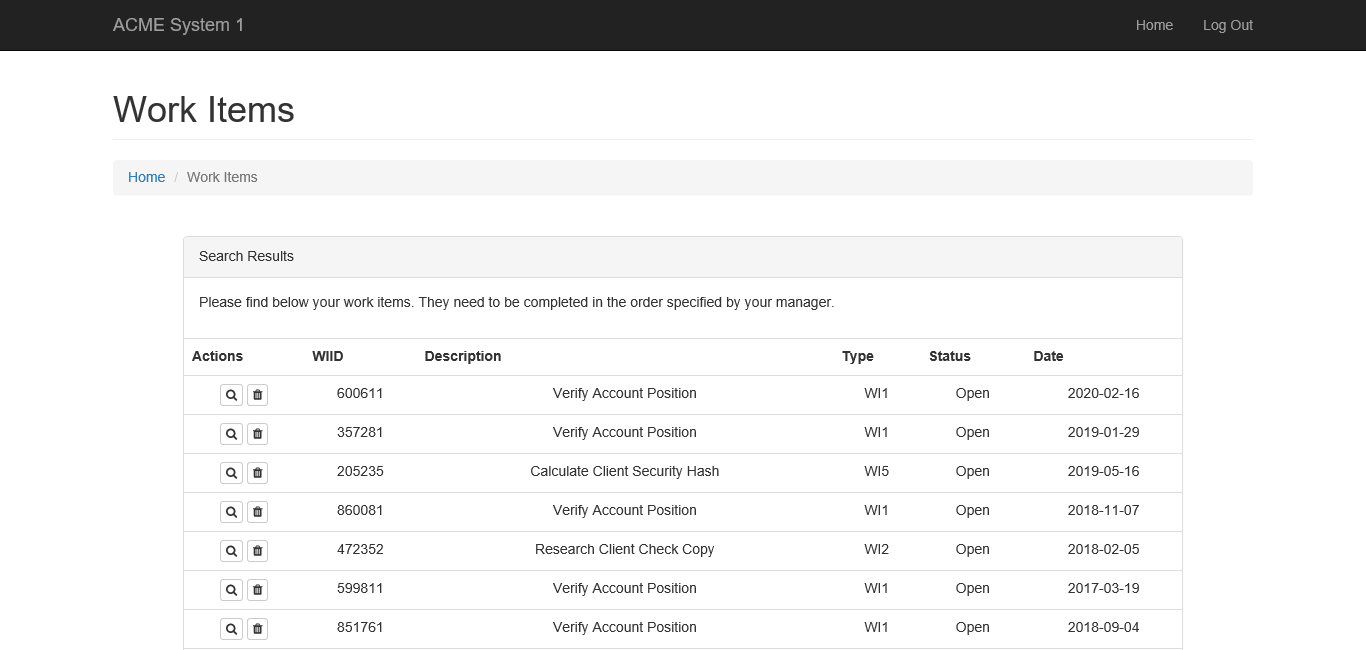 ACME System 1 Home Log Out
Work Items
Home / Work Items
Search Results
Please find below your work items. They need to be completed in the order specified by your manager.
Actions WIID Description Type Status Date
600611 Verify Account Position WI1 Open 2020-02-16
357281 Verify Account Position WI1 Open 2019-01-29
205235 Calculate Client Security Hash WI5 Open 2019-05-16
860081 Verify Account Position WI1 Open 2018-11-07
472352 Research Client Check Copy WI2 Open 2018-02-05
599811 Verify Account Position WI1 Open 2017-03-19
851761 Verify Account Position WI1 Open 2018-09-04